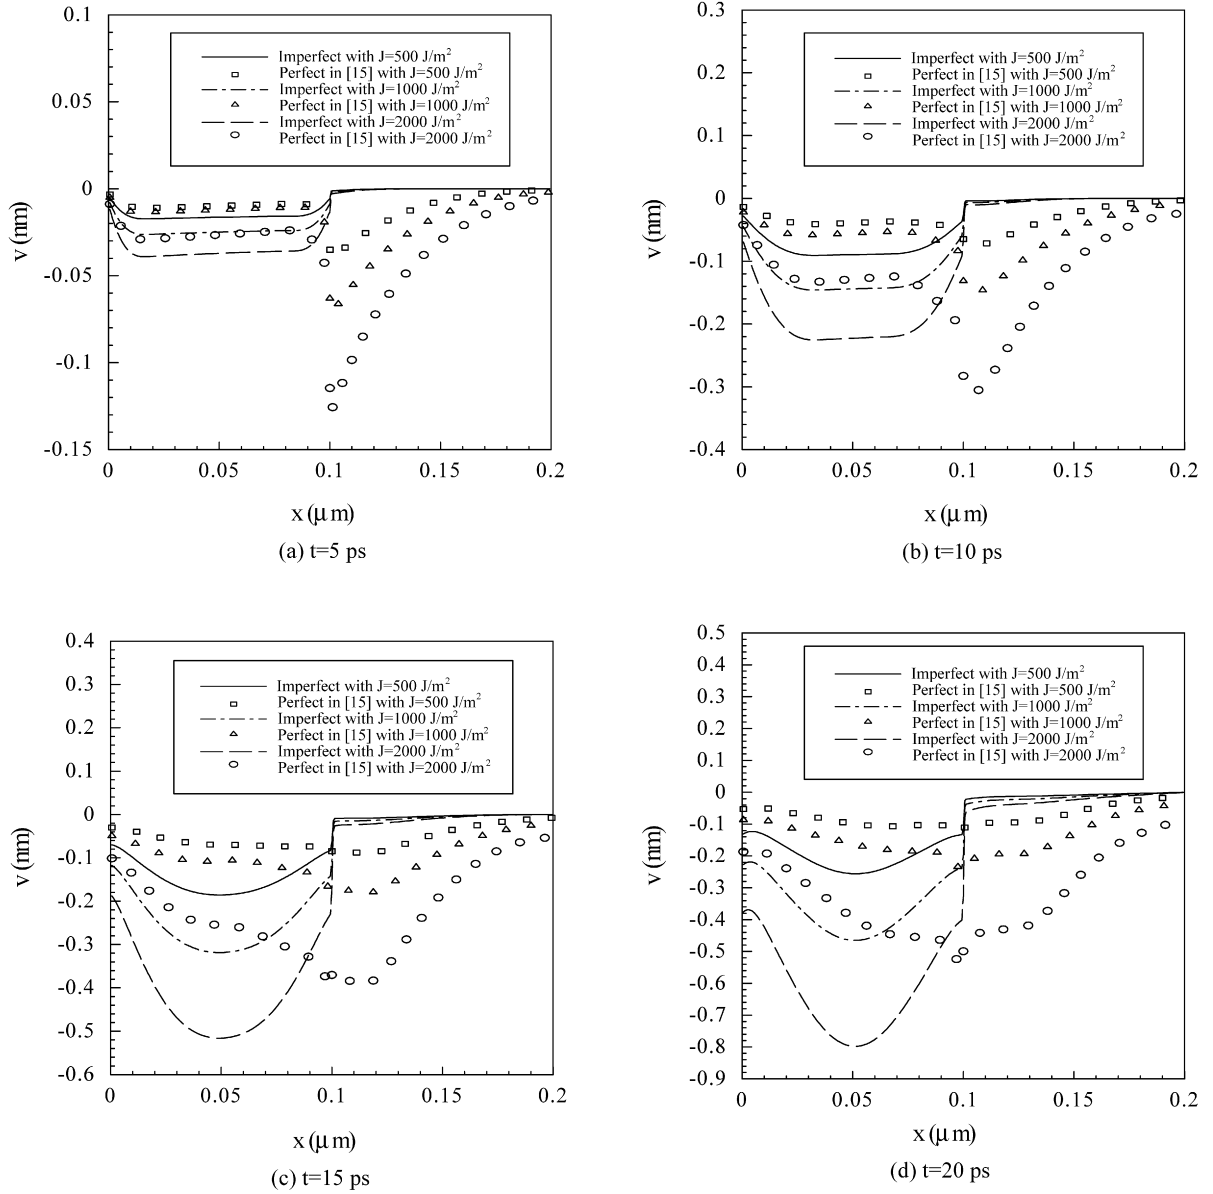 0.1
0.05
0
-0.05
-0.1
-0.15
v (nm)
Imperfect with J=500 J/m²
Perfect in [15] with J=500 J/m²
Imperfect with J=1000 J/m²
Perfect in [15] with J=1000 J/m²
Imperfect with J=2000 J/m²
Perfect in [15] with J=2000 J/m²
0 0.05 0.1 0.15 0.2
x (μm)
(a) t=5 ps
0.3
0.2
0.1
0
-0.1
-0.2
-0.3
-0.4
v (nm)
Imperfect with J=500 J/m²
Perfect in [15] with J=500 J/m²
Imperfect with J=1000 J/m²
Perfect in [15] with J=1000 J/m²
Imperfect with J=2000 J/m²
Perfect in [15] with J=2000 J/m²
0 0.05 0.1 0.15 0.2
x (μm)
(b) t=10 ps
0.4
0.3
0.2
0.1
0
-0.1
-0.2
-0.3
-0.4
-0.5
-0.6
v (nm)
Imperfect with J=500 J/m²
Perfect in [15] with J=500 J/m²
Imperfect with J=1000 J/m²
Perfect in [15] with J=1000 J/m²
Imperfect with J=2000 J/m²
Perfect in [15] with J=2000 J/m²
0 0.05 0.1 0.15 0.2
x (μm)
(c) t=15 ps
0.5
0.4
0.3
0.2
0.1
0
-0.1
-0.2
-0.3
-0.4
-0.5
-0.6
-0.7
-0.8
-0.9
v (nm)
Imperfect with J=500 J/m²
Perfect in [15] with J=500 J/m²
Imperfect with J=1000 J/m²
Perfect in [15] with J=1000 J/m²
Imperfect with J=2000 J/m²
Perfect in [15] with J=2000 J/m²
0 0.05 0.1 0.15 0.2
x (μm)
(d) t=20 ps